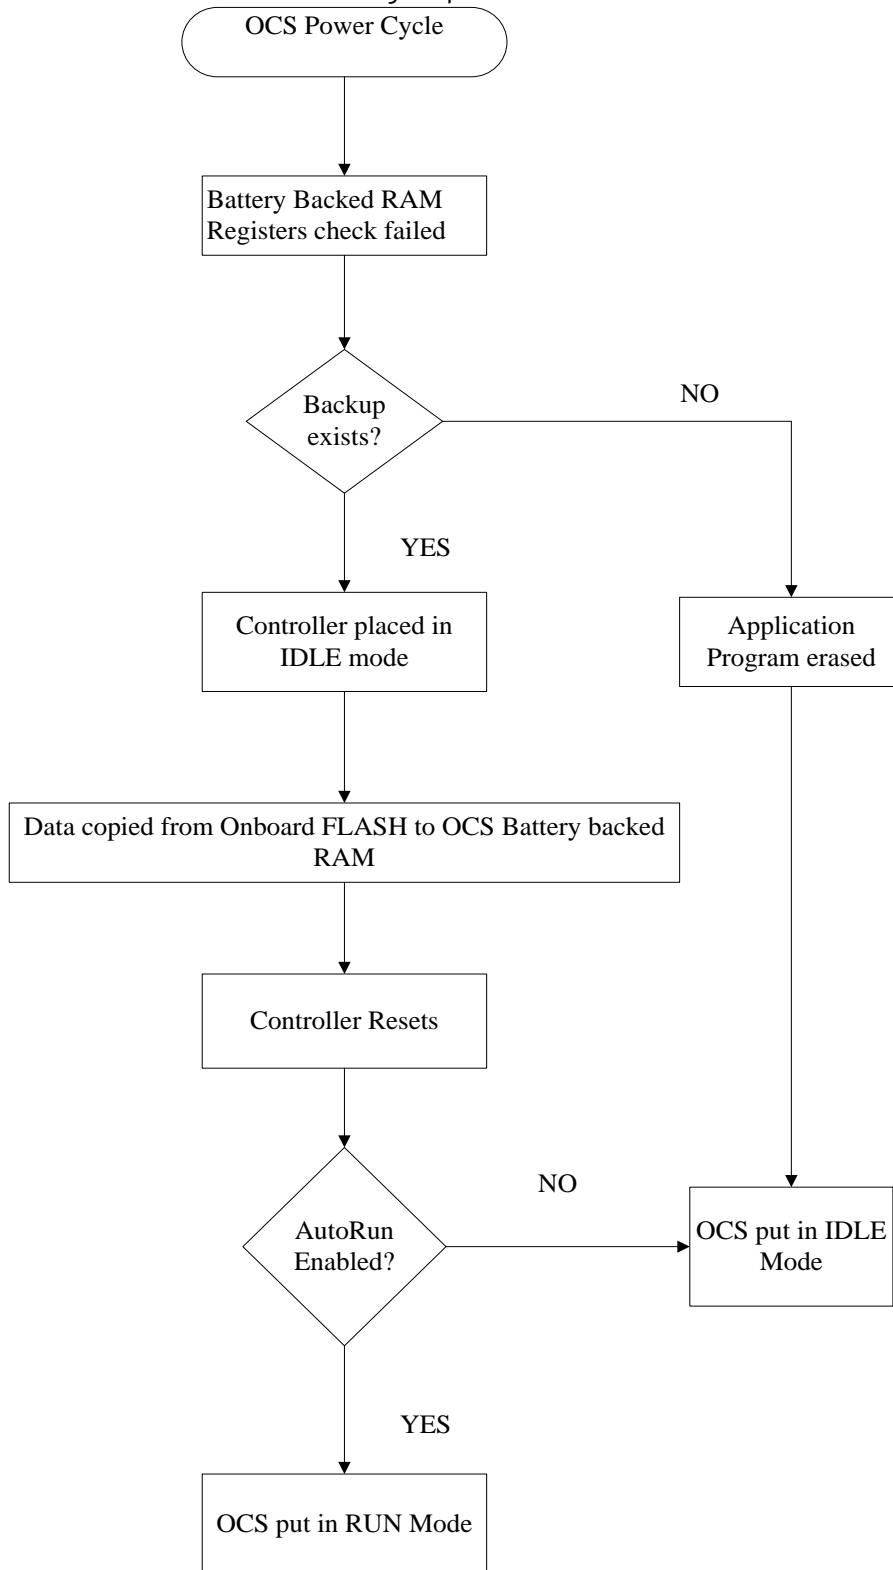 OCS Power Cycle
Battery Backed RAM
Registers check failed
Backup
exists?
NO
YES
Controller placed in
IDLE mode
Application
Program erased
Data copied from Onboard FLASH to OCS Battery backed
RAM
Controller Resets
NO
AutoRun
Enabled?
OCS put in IDLE
Mode
YES
OCS put in RUN Mode